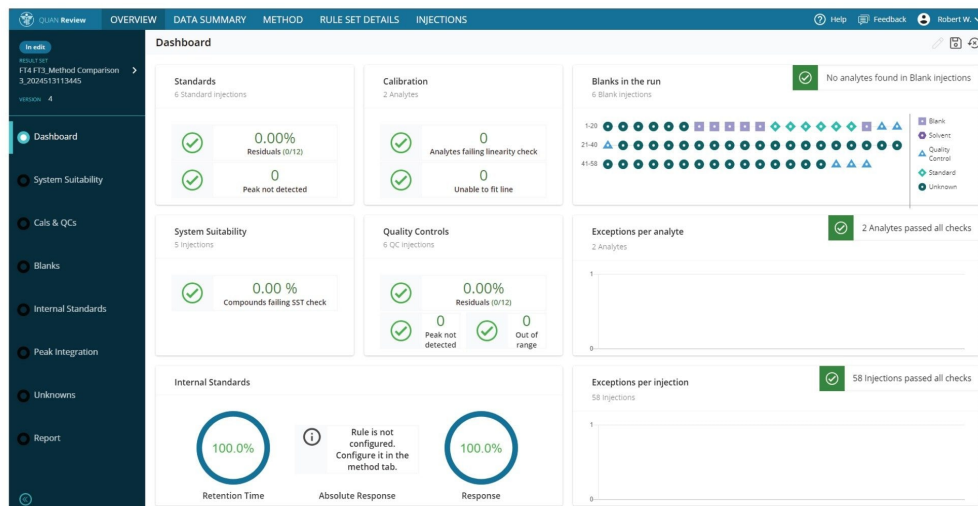 QUAN Review OVERVIEW DATA SUMMARY METHOD RULE SET DETAILS INJECTIONS Help Feedback Robert W.
In edit
RESULT SET
FT4 FT3_Method Comparison
3_2024513113445
VERSION 4
Dashboard
System Suitability
Cals & QCs
Blanks
Internal Standards
Peak Integration
Unknowns
Report
Dashboard
Standards
6 Standard injections
0.00%
Residuals (0/12)
0
Peak not detected
Calibration
2 Analytes
0
Analytes failing linearity check
0
Unable to fit line
Blanks in the run
6 Blank injections
No analytes found in Blank injections
1-20
21-40
41-58
Blank
Solvent
Quality
Control
Standard
Unknown
System Suitability
5 Injections
0.00 %
Compounds failing SST check
Quality Controls
6 QC injections
0.00%
Residuals (0/12)
0
Peak not
detected
0
Out of
range
Exceptions per analyte
2 Analytes
2 Analytes passed all checks
1
0
Internal Standards
100.0%
Retention Time
Rule is not
configured.
Configure it in the
method tab.
Absolute Response
100.0%
Response
Exceptions per injection
58 Injections
58 Injections passed all checks
1
0